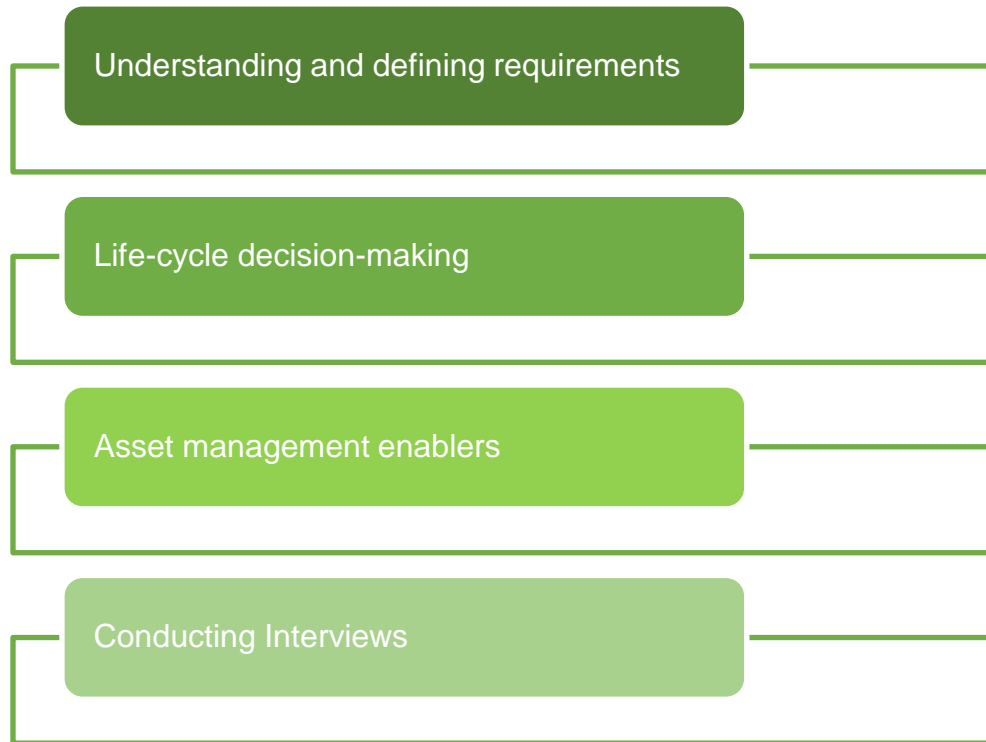 Understanding and defining requirements
Life-cycle decision-making
Asset management enablers
Conducting Interviews